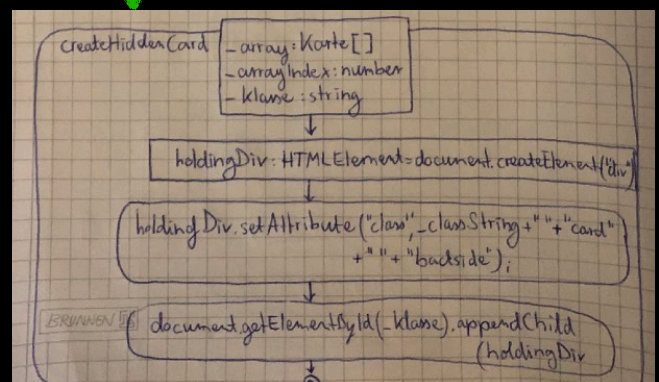 createHiddenCard
_array: Karte[]
_arrayIndex: number
_klasse: string
holdingDiv: HTMLElement=document.createElement("div")
holdingDiv.setAttribute("class",_classString+" "+"card"
+" "+"backside");
BRUNNEN
document.getElementById(_klasse).appendChild
(holdingDiv